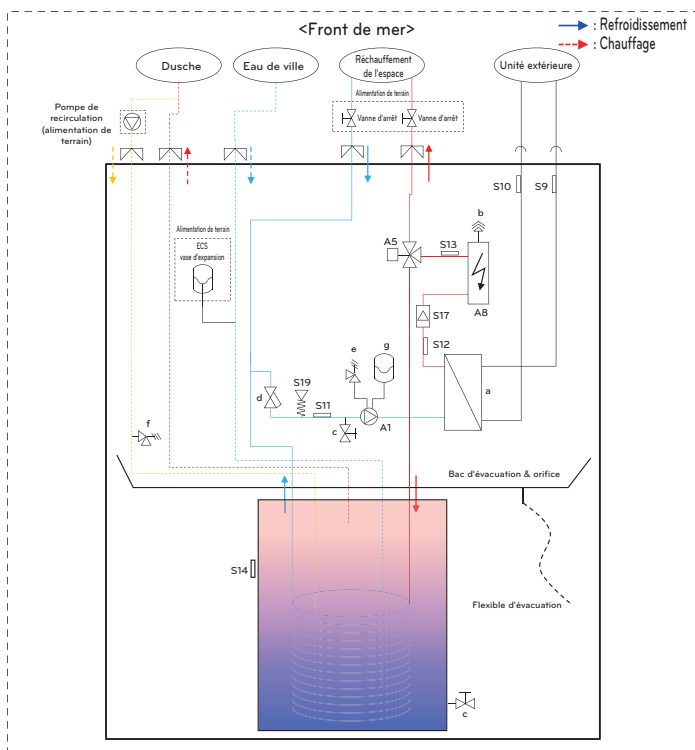 <Front de mer>
: Refroidissement
: Chauffage
Dusche
Eau de ville
Réchauffement
de l'espace
Unité extérieure
Alimentation de terrain
Pompe de
recirculation
(alimentation de
terrain)
Vanne d'arrêt
Vanne d'arrêt
S10
S9
b
Alimentation de terrain
ECS
vase d'expansion
A5
S13
A8
S17
S12
e
g
S19
d
S11
a
c
A1
f
Bac d'évacuation & orifice
S14
Flexible d'évacuation
c